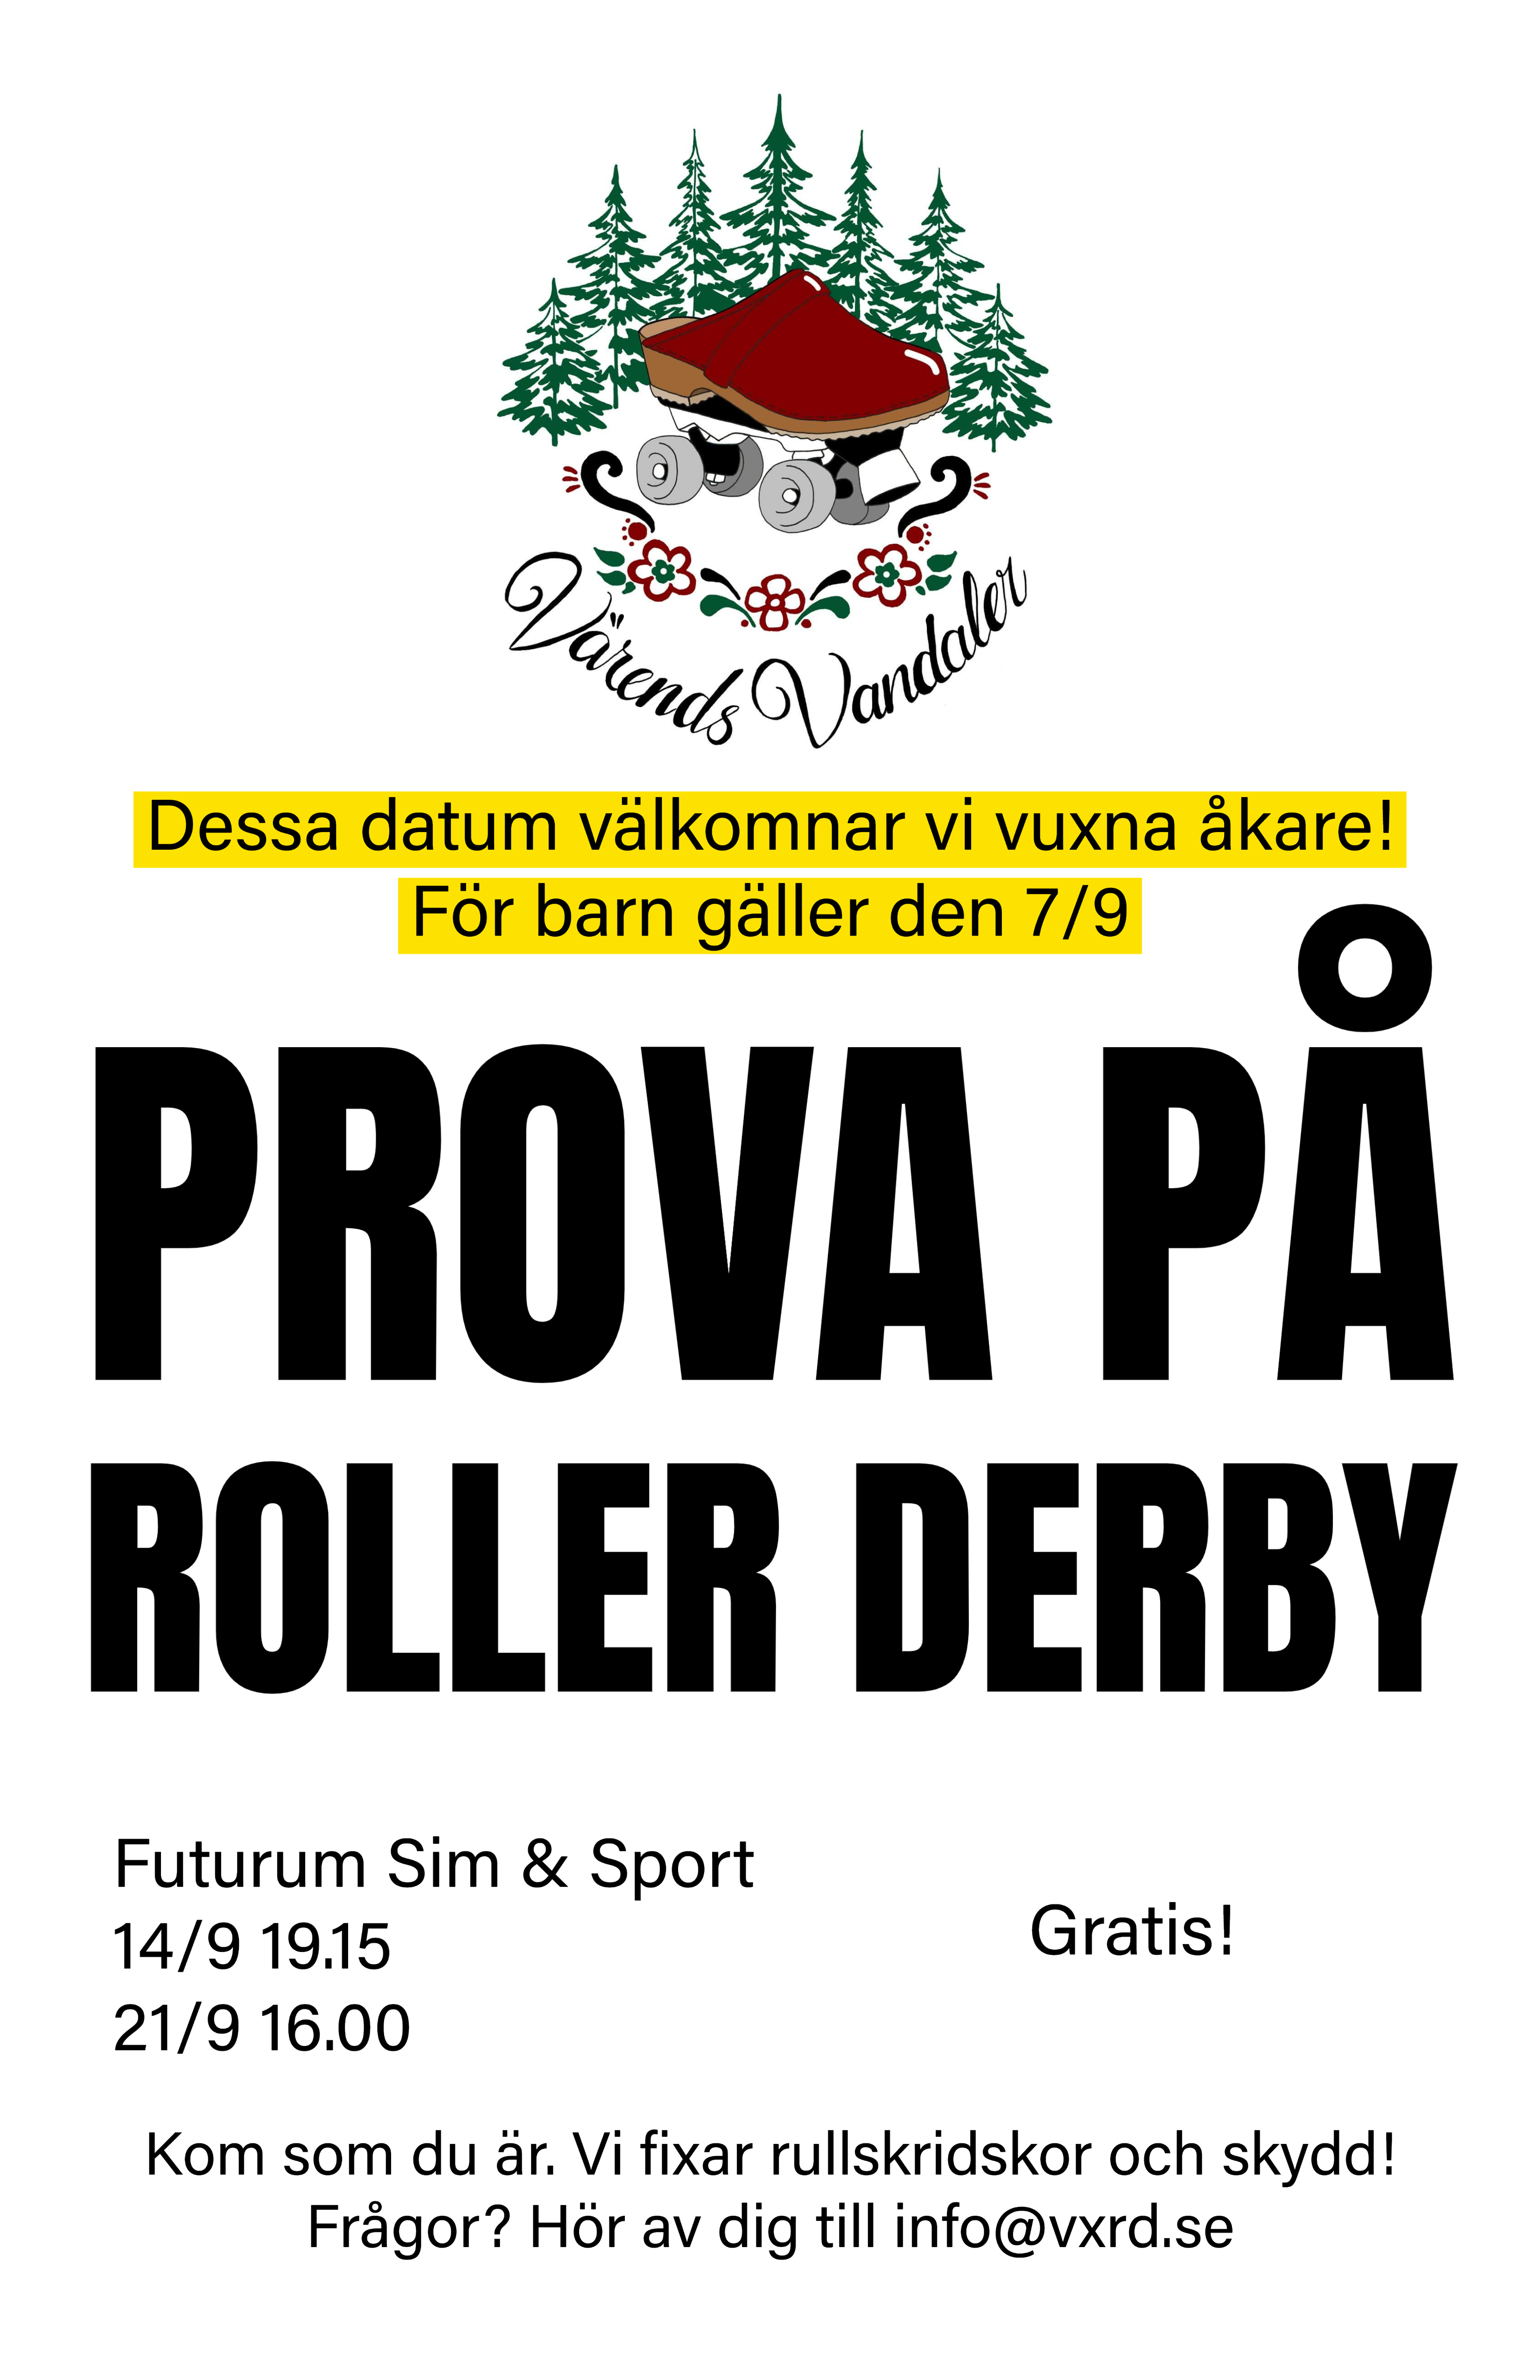 Värends Vandaler
Dessa datum välkomnar vi vuxna åkare!
För barn gäller den 7/9
PROVA PÅ
ROLLER DERBY
Futurum Sim & Sport
14/9 19.15
21/9 16.00
Gratis!
Kom som du är. Vi fixar rullskridskor och skydd!
Frågor? Hör av dig till info@vxrd.se